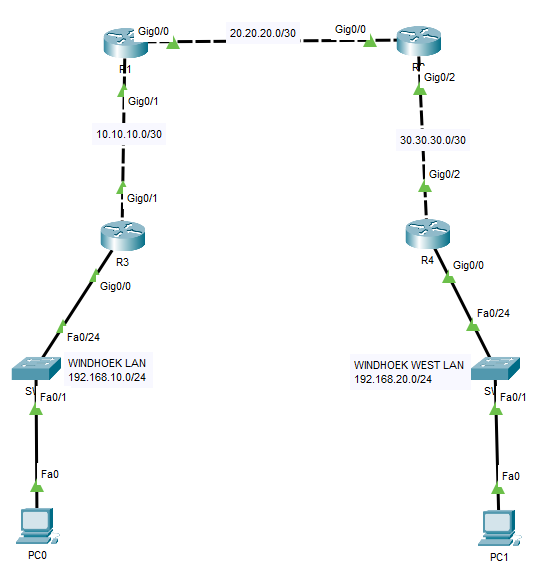 Gig0/0
20.20.20.0/30
Gig0/0
Gig0/2
Gig0/1
10.10.10.0/30
30.30.30.0/30
Gig0/1
Gig0/2
R3
R4
Gig0/0
Gig0/0
Fa0/24
Fa0/24
WINDHOEK LAN
192.168.10.0/24
WINDHOEK WEST LAN
192.168.20.0/24
Fa0/1
Fa0/1
Fa0
Fa0
PC0
PC1